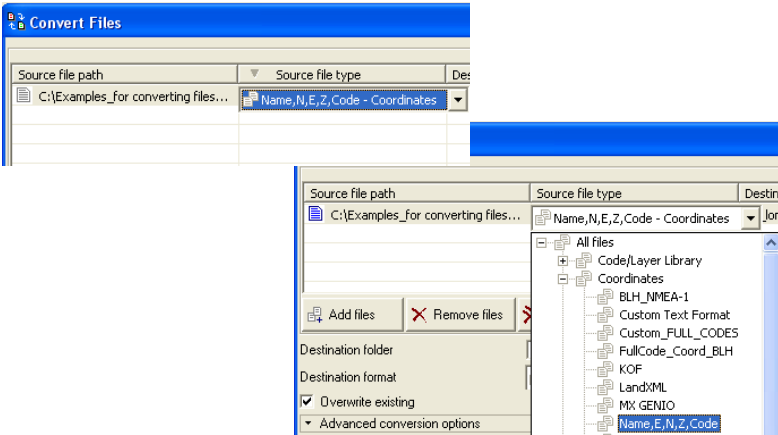 Convert Files
Source file path Source file type Des
C:\Examples_for converting files... Name,N,E,Z,Code - Coordinates
Source file path Source file type Destin
C:\Examples_for converting files... Name,N,E,Z,Code - Coordinates
All files
Code/Layer Library
Coordinates
BLH_NMEA-1
Custom Text Format
Custom_FULL_CODES
FullCode_Coord_BLH
KOF
LandXML
MX GENIO
Name,E,N,Z,Code
Add files Remove files
Destination folder
Destination format
Overwrite existing
Advanced conversion options